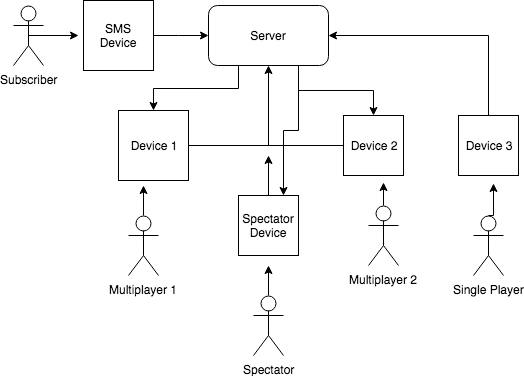 SMS
Device
Server
Subscriber
Device 1
Device 2
Device 3
Spectator
Device
Multiplayer 1
Multiplayer 2
Single Player
Spectator